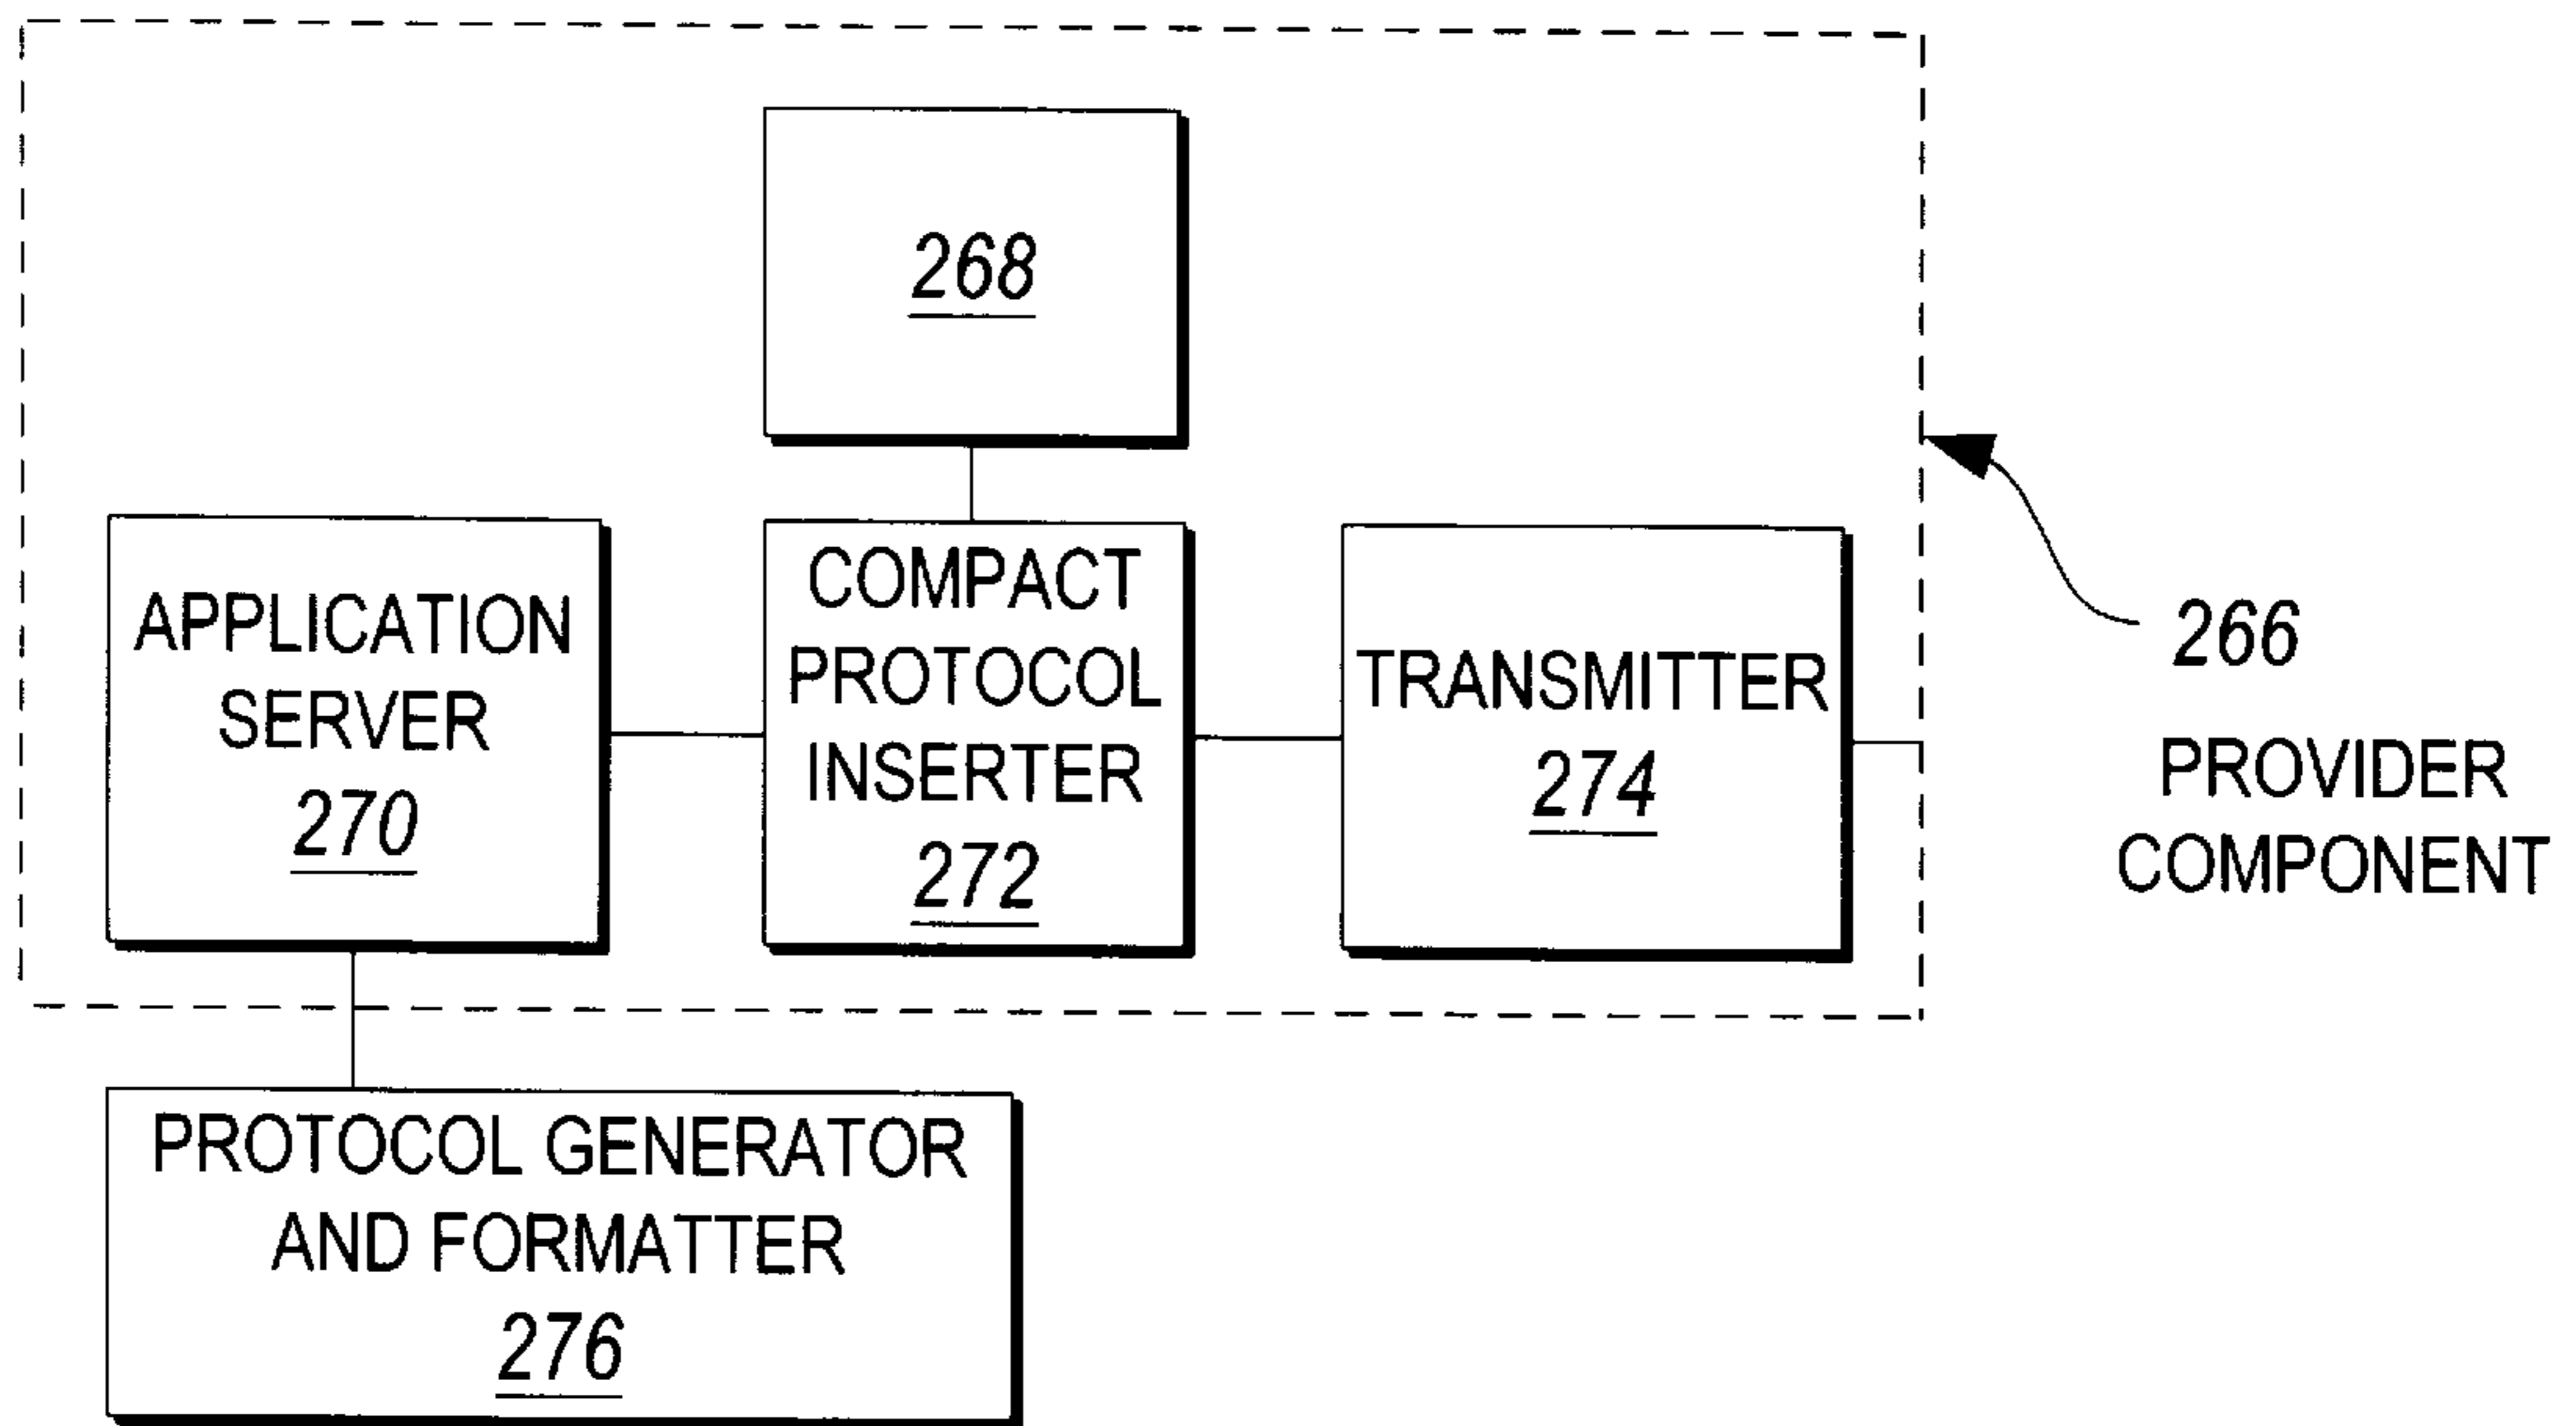 268
APPLICATION
SERVER
270
COMPACT
PROTOCOL
INSERTER
272
TRANSMITTER
274
266
PROVIDER
COMPONENT
PROTOCOL GENERATOR
AND FORMATTER
276